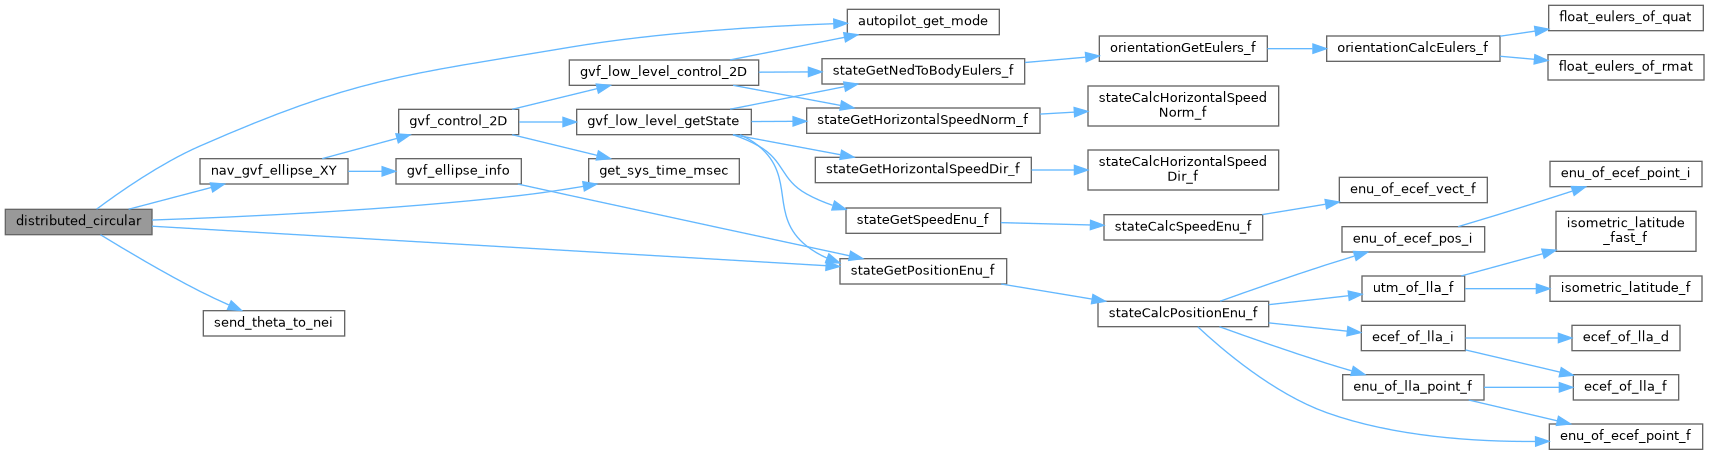 distributed_circular
autopilot_get_mode
nav_gvf_ellipse_XY
get_sys_time_msec
stateGetPositionEnu_f
send_theta_to_nei
gvf_control_2D
gvf_ellipse_info
gvf_low_level_control_2D
gvf_low_level_getState
stateGetNedToBodyEulers_f
stateGetHorizontalSpeedNorm_f
stateGetHorizontalSpeedDir_f
stateGetSpeedEnu_f
orientationGetEulers_f
orientationCalcEulers_f
float_eulers_of_quat
float_eulers_of_rmat
stateCalcHorizontalSpeed
Norm_f
stateCalcHorizontalSpeed
Dir_f
stateCalcSpeedEnu_f
enu_of_ecef_vect_f
stateCalcPositionEnu_f
enu_of_ecef_pos_i
enu_of_ecef_point_i
utm_of_lla_f
isometric_latitude
_fast_f
isometric_latitude_f
ecef_of_lla_i
ecef_of_lla_d
ecef_of_lla_f
enu_of_lla_point_f
enu_of_ecef_point_f